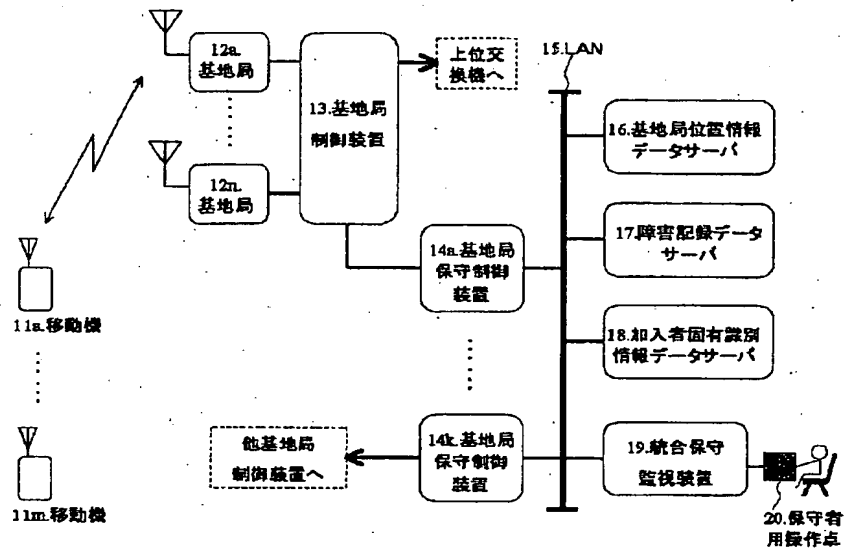 12a.
基地局
12n.
基地局
13.基地局
制御装置
上位交
換機へ
15.LAN
16.基地局位置情報
データサーバ
17.障害記録データ
サーバ
14a.基地局
保守制御
装置
18.加入者固有識別
情報データサーバ
11a.移動機
11m.移動機
他基地局
制御装置へ
14k.基地局
保守制御
装置
19.統合保守
監視装置
20.保守者
用操作卓